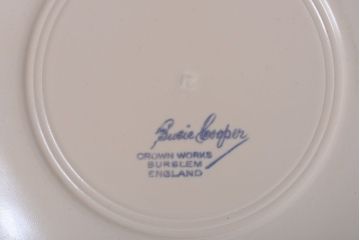 Susie Cooper
CROWN WORKS
BURSLEM
ENGLAND